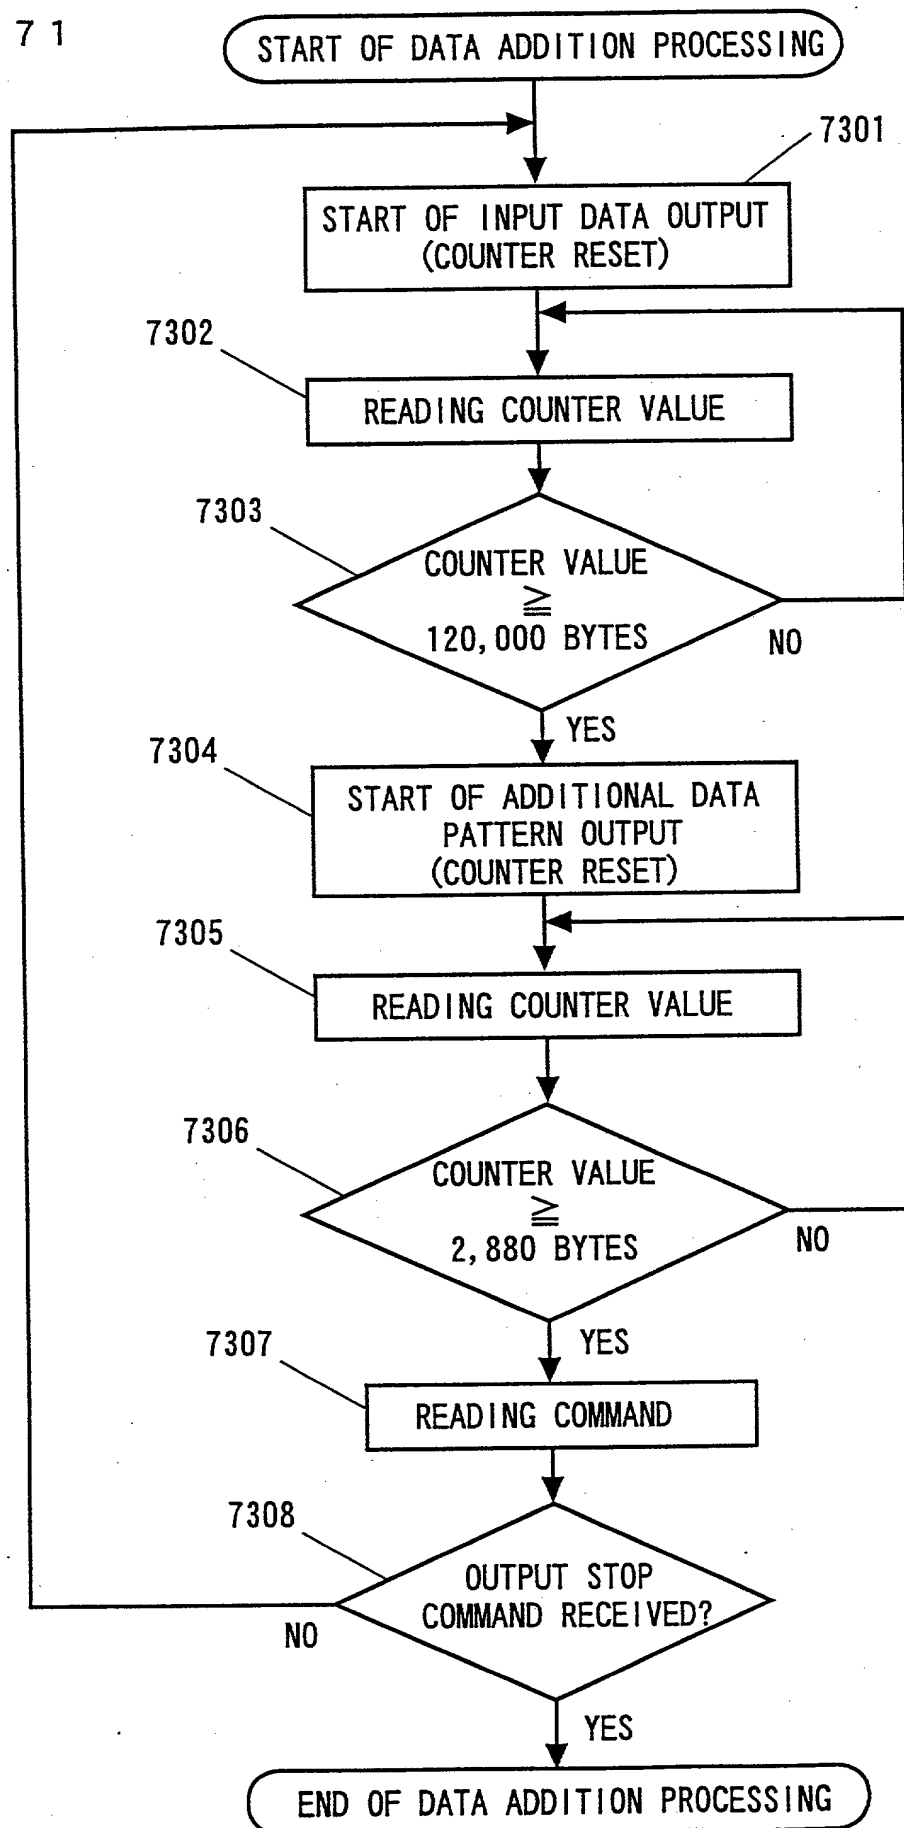 71
START OF DATA ADDITION PROCESSING
7301
START OF INPUT DATA OUTPUT
(COUNTER RESET)
7302
READING COUNTER VALUE
7303
COUNTER VALUE
≧
120,000 BYTES
NO
YES
7304
START OF ADDITIONAL DATA
PATTERN OUTPUT
(COUNTER RESET)
7305
READING COUNTER VALUE
7306
COUNTER VALUE
≧
2,880 BYTES
NO
YES
7307
READING COMMAND
7308
OUTPUT STOP
COMMAND RECEIVED?
NO
YES
END OF DATA ADDITION PROCESSING